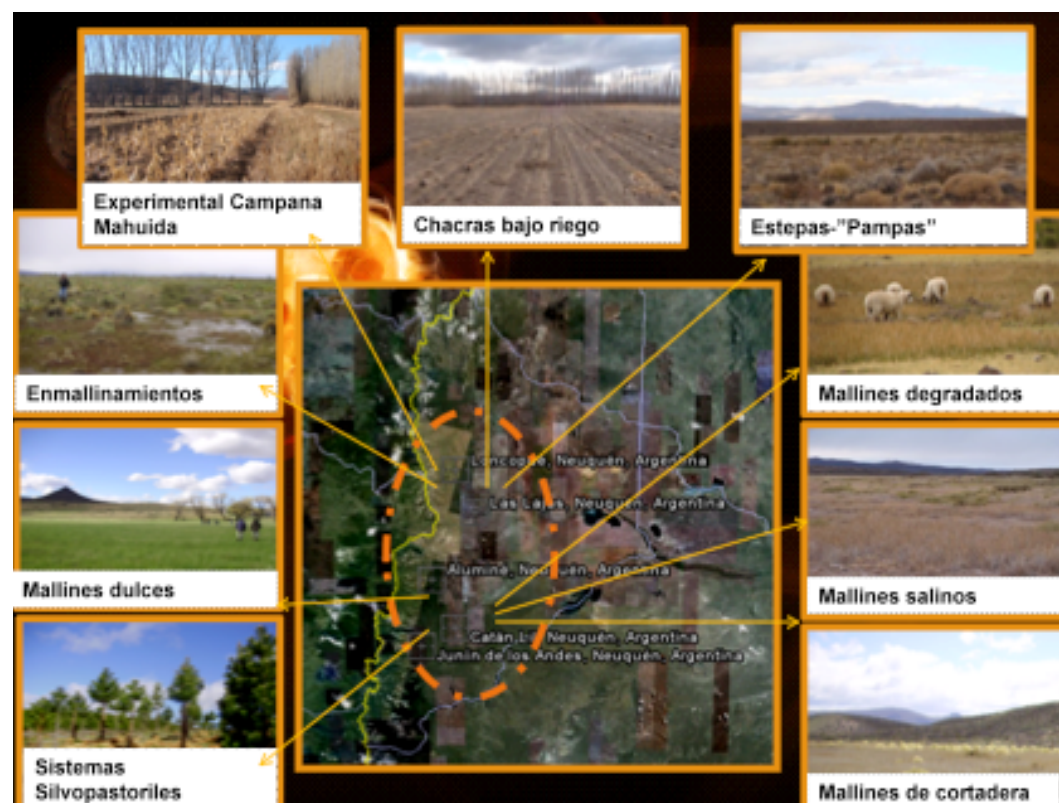 Experimental Campana
Mahuida
Chacras bajo riego
Estepas-"Pampas"
Enmallinamientos
Mallines degradados
Mallines dulces
Mallines salinos
Sistemas
Silvopastoriles
Mallines de cortadera
Loncopue, Neuquén, Argentina
Las Lajas, Neuquén, Argentina
Aluminé, Neuquén, Argentina
Catán Lil, Neuquén, Argentina
Junín de los Andes, Neuquén, Argentina